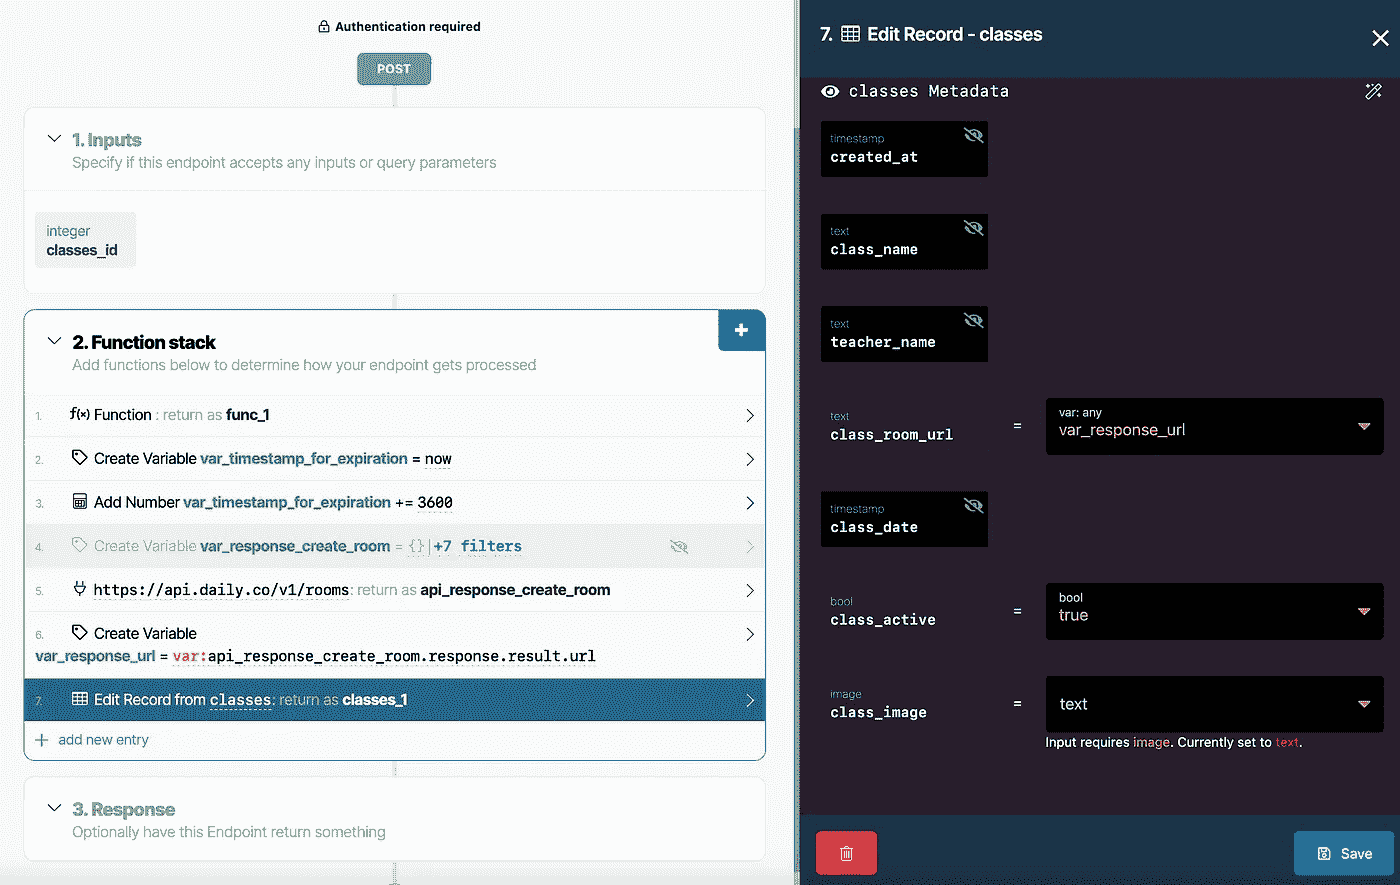 Authentication required
POST
1. Inputs
Specify if this endpoint accepts any inputs or query parameters
integer
classes_id
2. Function stack
Add functions below to determine how your endpoint gets processed
1. f(x) Function : return as func_1
2. Create Variable var_timestamp_for_expiration = now
3. Add Number var_timestamp_for_expiration += 3600
4. Create Variable var_response_create_room = {}|+7 filters
5. https://api.daily.co/v1/rooms: return as api_response_create_room
6. Create Variable
var_response_url = var:api_response_create_room.response.result.url
7. Edit Record from classes: return as classes_1
+ add new entry
3. Response
Optionally have this Endpoint return something
7. Edit Record - classes
classes Metadata
timestamp
created_at
text
class_name
text
teacher_name
text
class_room_url
=
var: any
var_response_url
timestamp
class_date
bool
class_active
=
bool
true
image
class_image
=
text
Input requires image. Currently set to text.
Save